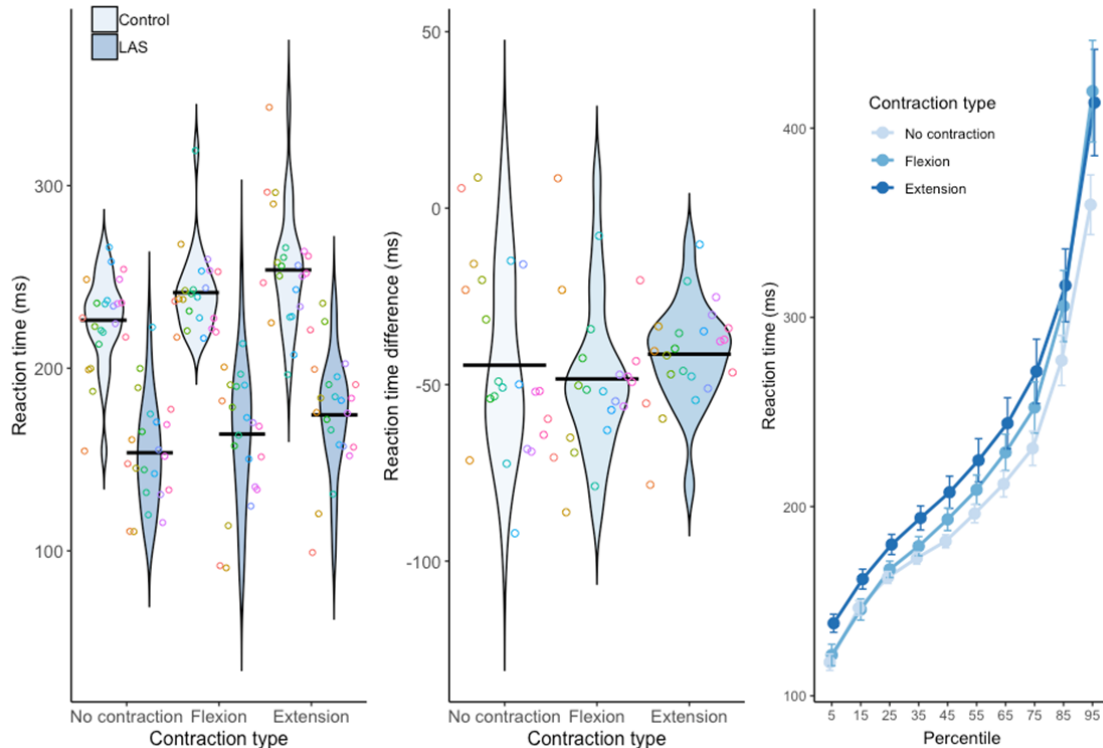 Control
LAS
Reaction time (ms)
300
200
100
No contraction
Flexion
Extension
Contraction type
Reaction time difference (ms)
50
0
-50
-100
No contraction
Flexion
Extension
Contraction type
Reaction time (ms)
400
300
200
100
Contraction type
No contraction
Flexion
Extension
5 15 25 35 45 55 65 75 85 95
Percentile